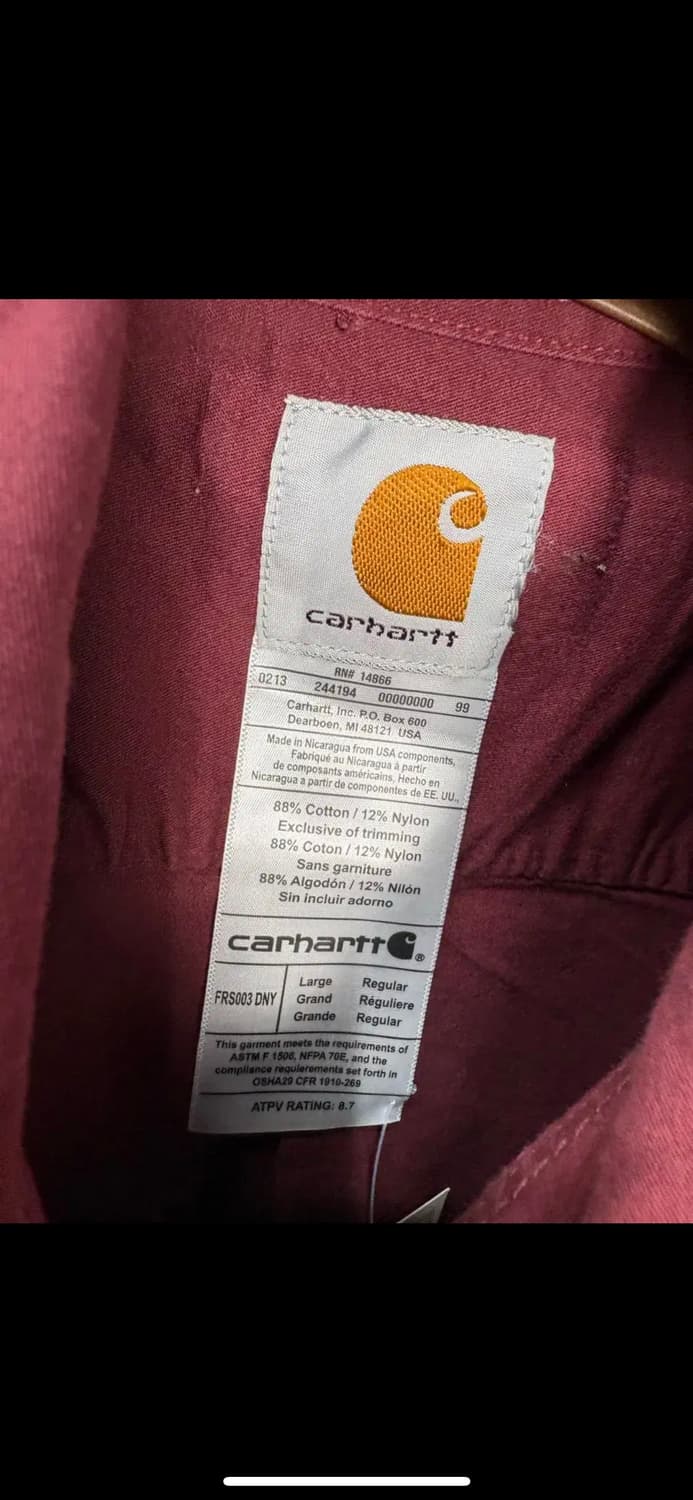 carhartt
RN# 14866
0213 244194 00000000 99
Carhartt, Inc. P.O. Box 600
Dearboen, MI 48121 USA
Made in Nicaragua from USA components,
Fabriqué au Nicaragua à partir
de composants américains, Hecho en
Nicaragua a partir de componentes de EE. UU.,
88% Cotton / 12% Nylon
Exclusive of trimming
88% Coton / 12% Nylon
Sans garniture
88% Algodón / 12% Nilón
Sin incluir adorno
carhartt ®
FRS003 DNY
Large Regular
Grand Réguliere
Grande Regular
This garment meets tha requirements of
ASTM F 1506, NFPA 70E, and the
compliance requierements set forth in
OSHA29 CFR 1910-269
ATPV RATING: 8.7